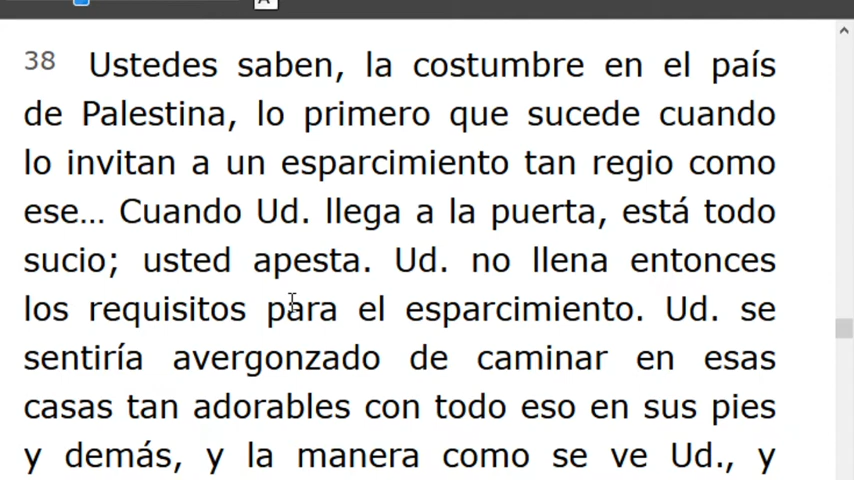 38 Ustedes saben, la costumbre en el país
de Palestina, lo primero que sucede cuando
lo invitan a un esparcimiento tan regio como
ese... Cuando Ud. llega a la puerta, está todo
sucio; usted apesta. Ud. no llena entonces
los requisitos para el esparcimiento. Ud. se
sentiría avergonzado de caminar en esas
casas tan adorables con todo eso en sus pies
y demás, y la manera como se ve Ud., y